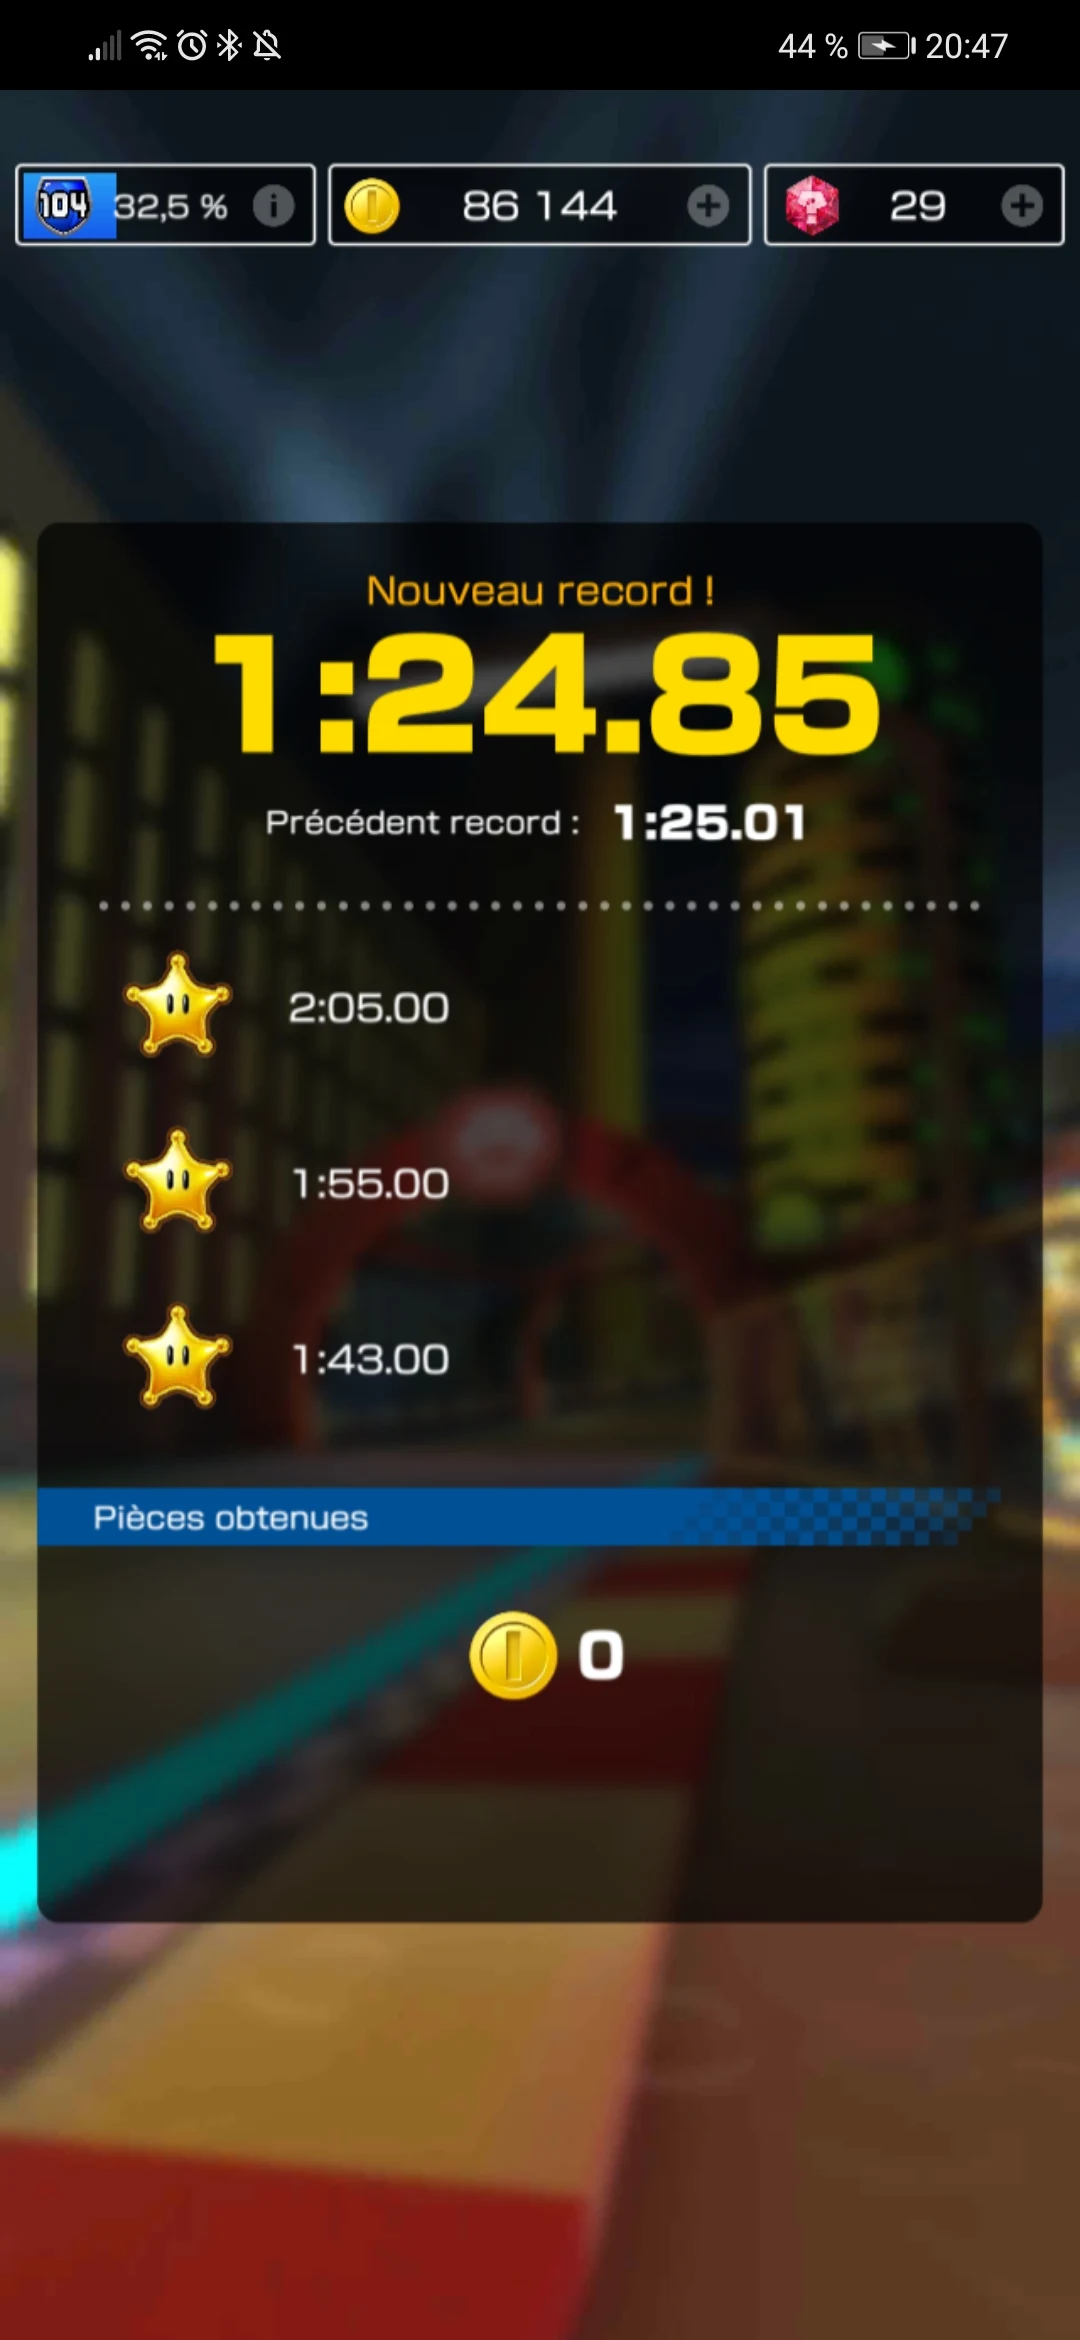 44 % 20:47
104 32,5 % i 86 144 + 29 +
Nouveau record !
1:24.85
Précédent record : 1:25.01
2:05.00
1:55.00
1:43.00
Pièces obtenues
0